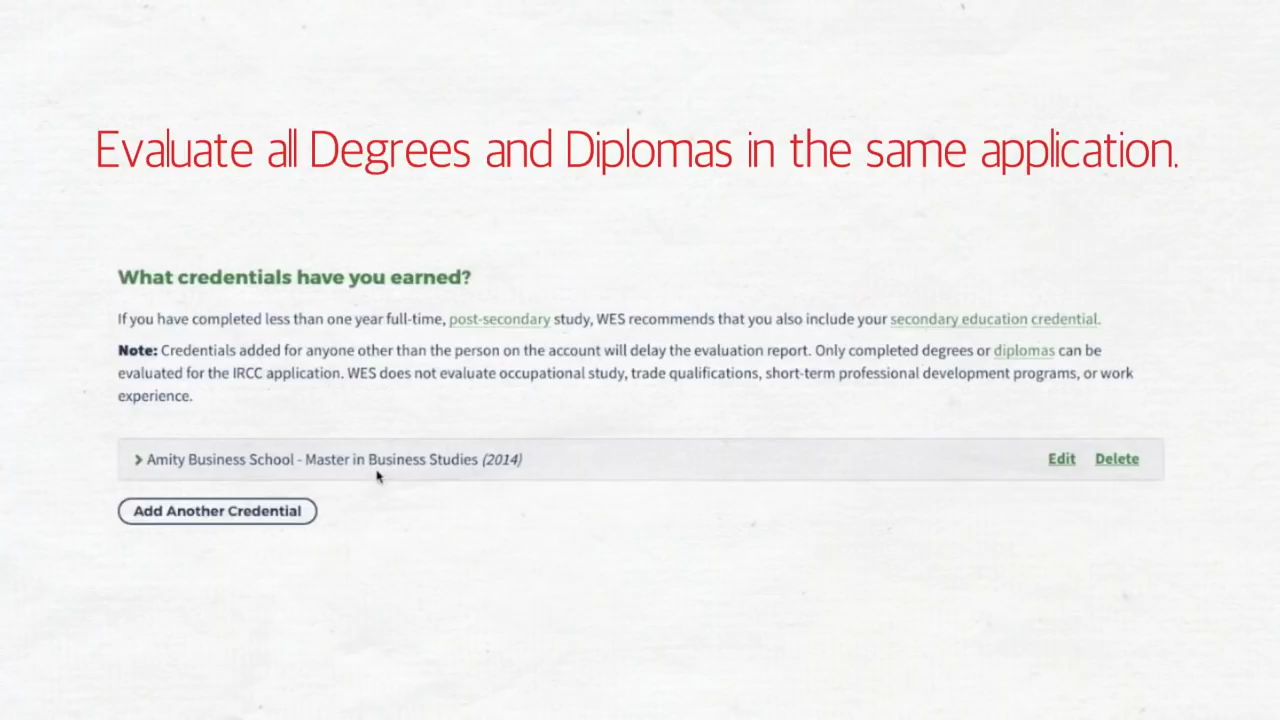 Evaluate all Degrees and Diplomas in the same application.
What credentials have you earned?
If you have completed less than one year full-time, post-secondary study, WES recommends that you also include your secondary education credential.
Note: Credentials added for anyone other than the person on the account will delay the evaluation report. Only completed degrees or diplomas can be
evaluated for the IRCC application. WES does not evaluate occupational study, trade qualifications, short-term professional development programs, or work
experience.
Amity Business School - Master in Business Studies (2014) Edit Delete
Add Another Credential